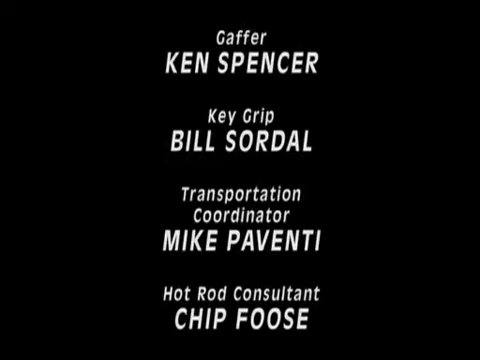 Gaffer
KEN SPENCER
Key Grip
BILL SORDAL
Transportation
Coordinator
MIKE PAVENTI
Hot Rod Consultant
CHIP FOOSE